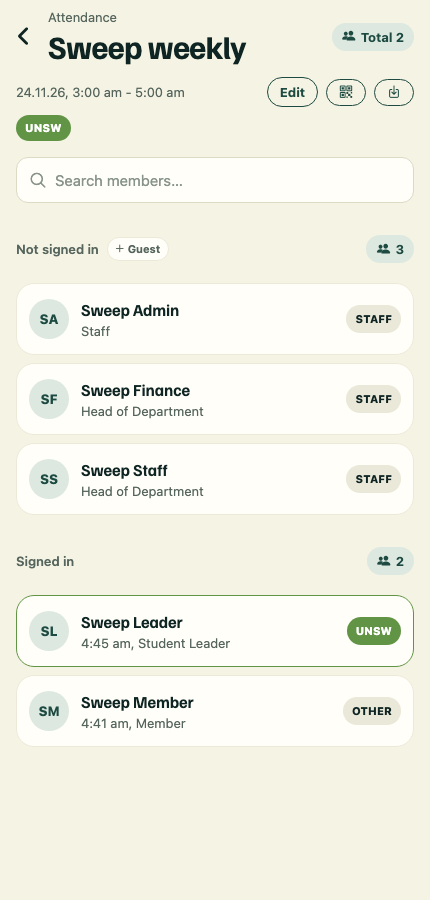 Attendance
Sweep weekly
Total 2
24.11.26, 3:00 am - 5:00 am
Edit
UNSW
Search members...
Not signed in
+ Guest
3
SA
Sweep Admin
Staff
STAFF
SF
Sweep Finance
Head of Department
STAFF
SS
Sweep Staff
Head of Department
STAFF
Signed in
2
SL
Sweep Leader
4:45 am, Student Leader
UNSW
SM
Sweep Member
4:41 am, Member
OTHER